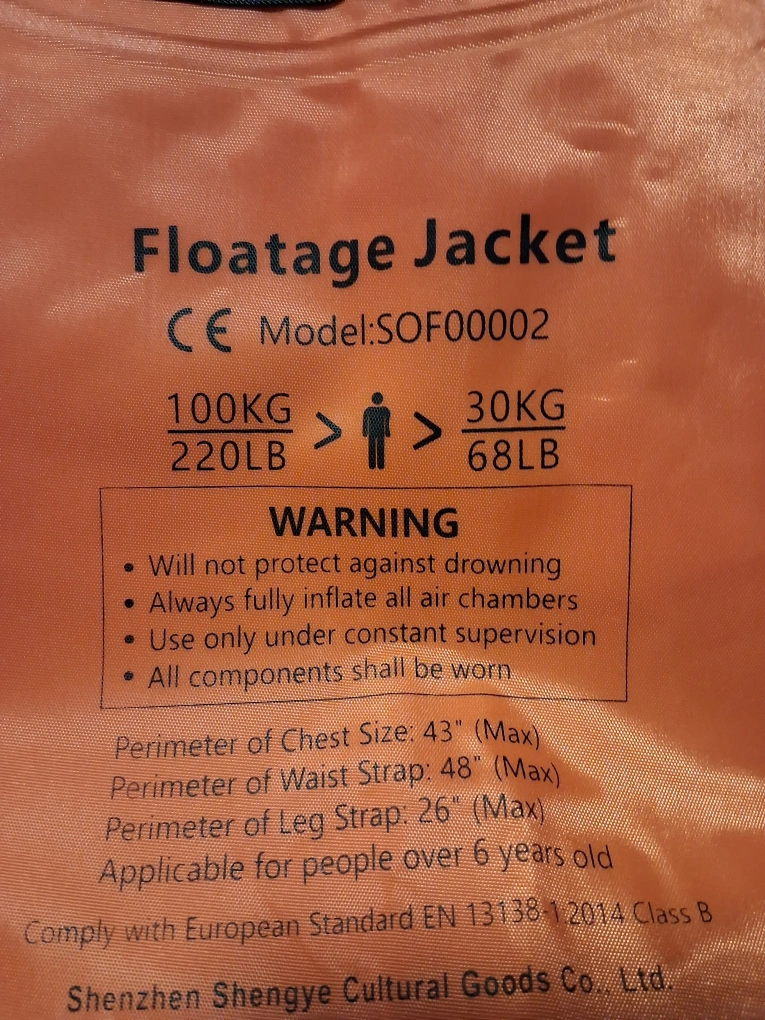 Floatage Jacket
CE Model:SOF00002
100KG > > 30KG
220LB 68LB
WARNING
• Will not protect against drowning
• Always fully inflate all air chambers
• Use only under constant supervision
• All components shall be worn
Perimeter of Chest Size: 43" (Max)
Perimeter of Waist Strap: 48" (Max)
Perimeter of Leg Strap: 26" (Max)
Applicable for people over 6 years old
Comply with European Standard EN 13138-1.2014 Class B
Shenzhen Shengye Cultural Goods Co., Ltd.